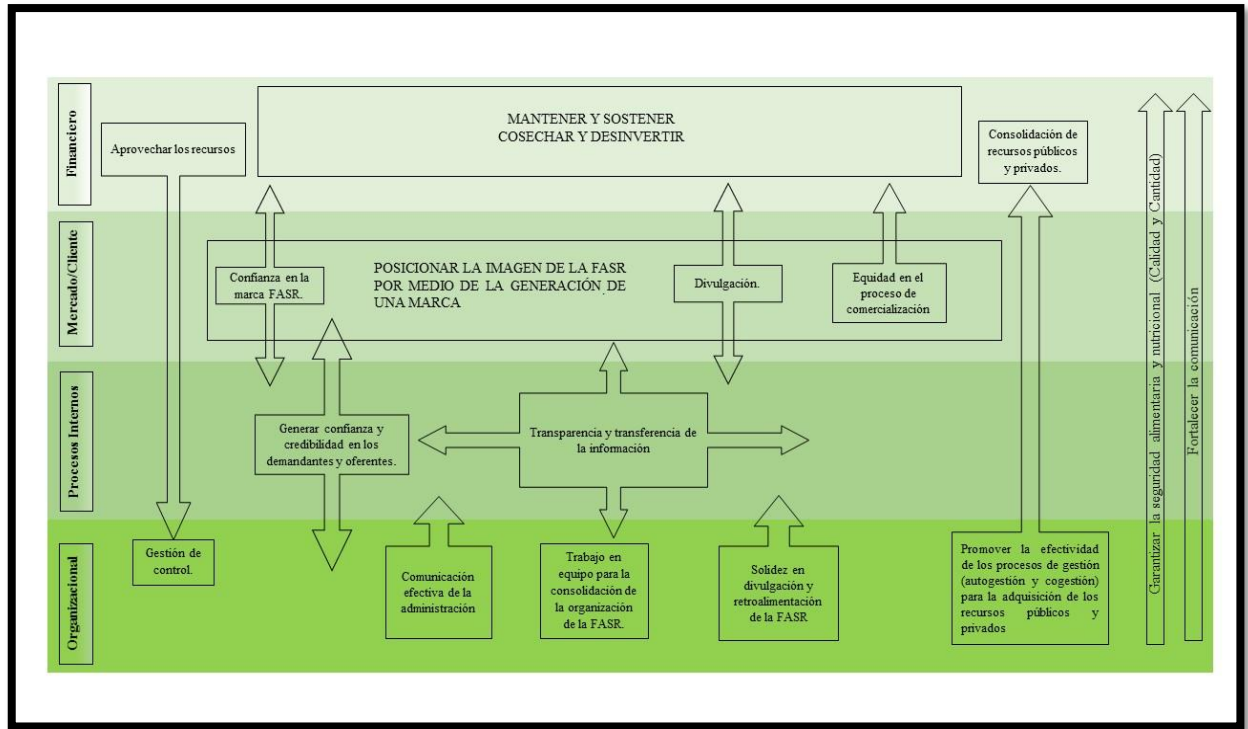 Financiero
Aprovechar los recursos
MANTENER Y SOSTENER
COSECHAR Y DESINVERTIR
Consolidación de
recursos públicos
y privados.
Mercado/Cliente
Confianza en la
marca FASR.
POSICIONAR LA IMAGEN DE LA FASR
POR MEDIO DE LA GENERACIÓN DE
UNA MARCA
Divulgación.
Equidad en el
proceso de
comercialización
Procesos Internos
Generar confianza y
credibilidad en los
demandantes y oferentes.
Transparencia y transferencia de
la información
Organizacional
Gestión de
control.
Comunicación
efectiva de la
administración
Trabajo en
equipo para la
consolidación de
la organización
de la FASR.
Solidez en
divulgación y
retroalimentación
de la FASR
Promover la efectividad
de los procesos de gestión
(autogestión y cogestión)
para la adquisición de los
recursos públicos y
privados
Garantizar la seguridad alimentaria y nutricional (Calidad y Cantidad)
Fortalecer la comunicación